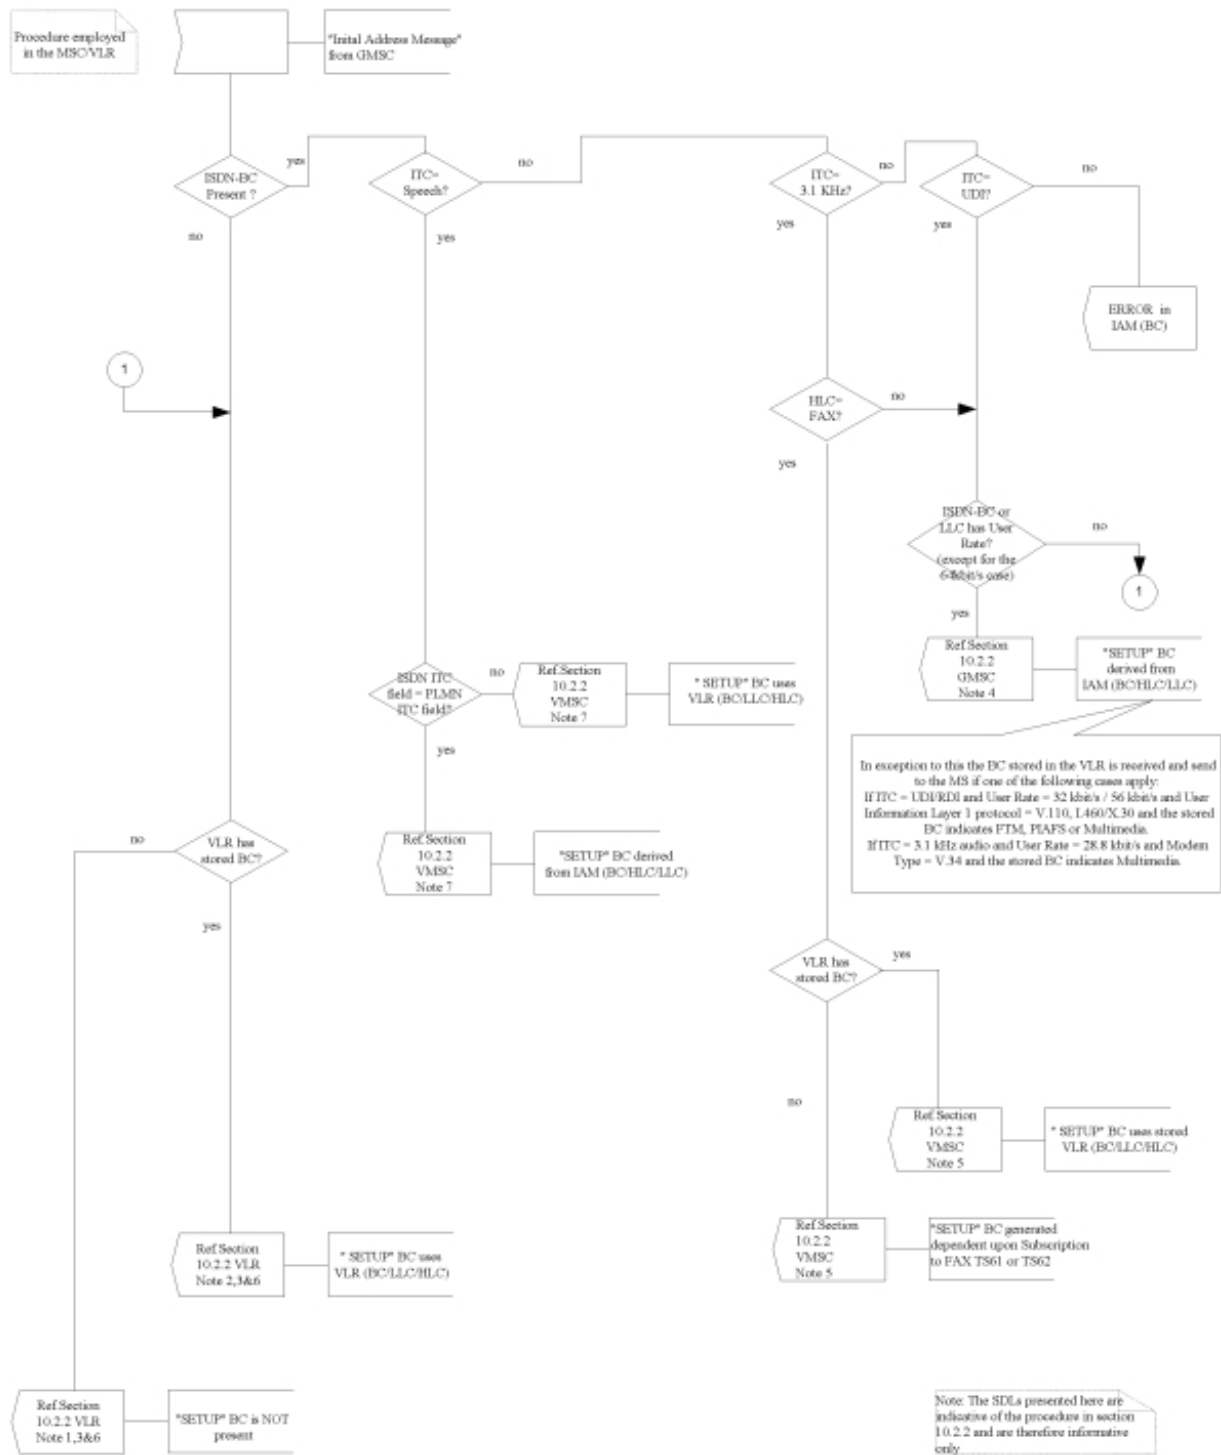 Procedure employed
in the MSC/VLR
"Inital Address Message"
from GMSC
ISDN-BC
Present ?
yes
no
ITC=
Speech?
no
yes
ITC=
3.1 KHz?
no
yes
ITC=
UDI?
no
yes
ERROR in
IAM (BC)
1
HLC=
FAX?
no
yes
ISDN-BC or
LLC has User
Rate?
(except for the
64kbit/s case)
no
1
yes
Ref.Section
10.2.2
GMSC
Note 4
"SETUP" BC
derived from
IAM (BC/HLC/LLC)
ISDN ITC
field = PLMN
ITC field?
no
Ref.Section
10.2.2
VMSC
Note 7
" SETUP" BC uses
VLR (BC/LLC/HLC)
yes
In exception to this the BC stored in the VLR is received and send
to the MS if one of the following cases apply:
If ITC = UDI/RDI and User Rate = 32 kbit/s / 56 kbit/s and User
Information Layer 1 protocol = V.110, I.460/X.30 and the stored
BC indicates FTM, PIAFS or Multimedia.
If ITC = 3.1 kHz audio and User Rate = 28.8 kbit/s and Modem
Type = V.34 and the stored BC indicates Multimedia.
VLR has
stored BC?
no
yes
Ref.Section
10.2.2
VMSC
Note 7
"SETUP" BC derived
from IAM (BC/HLC/LLC)
VLR has
stored BC?
yes
no
Ref.Section
10.2.2
VMSC
Note 5
" SETUP" BC uses stored
VLR (BC/LLC/HLC)
Ref.Section
10.2.2
VMSC
Note 5
"SETUP" BC generated
dependent upon Subscription
to FAX TS61 or TS62
Ref.Section
10.2.2 VLR
Note 2,3&6
" SETUP" BC uses
VLR (BC/LLC/HLC)
Ref.Section
10.2.2 VLR
Note 1,3&6
"SETUP" BC is NOT
present
Note: The SDLs presented here are
indicative of the procedure in section
10.2.2 and are therefore informative
only